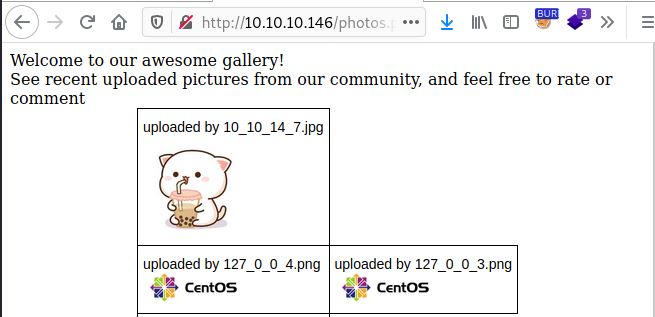 http://10.10.10.146/photos.p
BUR
3
Welcome to our awesome gallery!
See recent uploaded pictures from our community, and feel free to rate or
comment
uploaded by 10_10_14_7.jpg
uploaded by 127_0_0_4.png
uploaded by 127_0_0_3.png
CentOS
CentOS